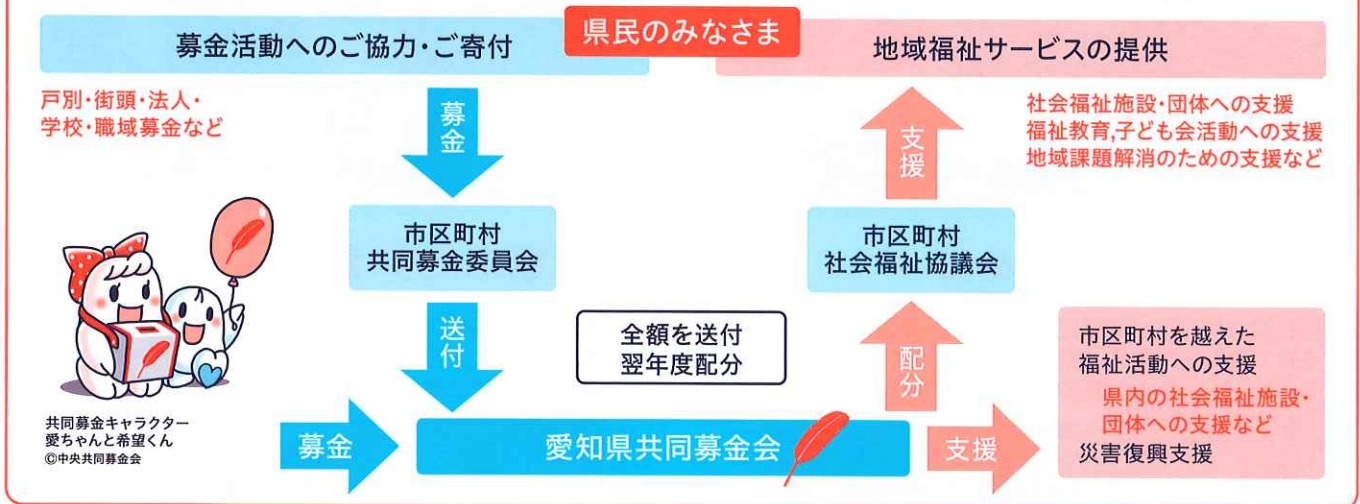 県民のみなさま
募金活動へのご協力・ご寄付
地域福祉サービスの提供
戸別・街頭・法人・
学校・職域募金など
募金
支援
社会福祉施設・団体への支援
福祉教育,子ども会活動への支援
地域課題解消のための支援など
市区町村
共同募金委員会
市区町村
社会福祉協議会
送付
全額を送付
翌年度配分
配分
市区町村を越えた
福祉活動への支援
県内の社会福祉施設・
団体への支援など
災害復興支援
共同募金キャラクター
愛ちゃんと希望くん
©中央共同募金会
募金
愛知県共同募金会
支援